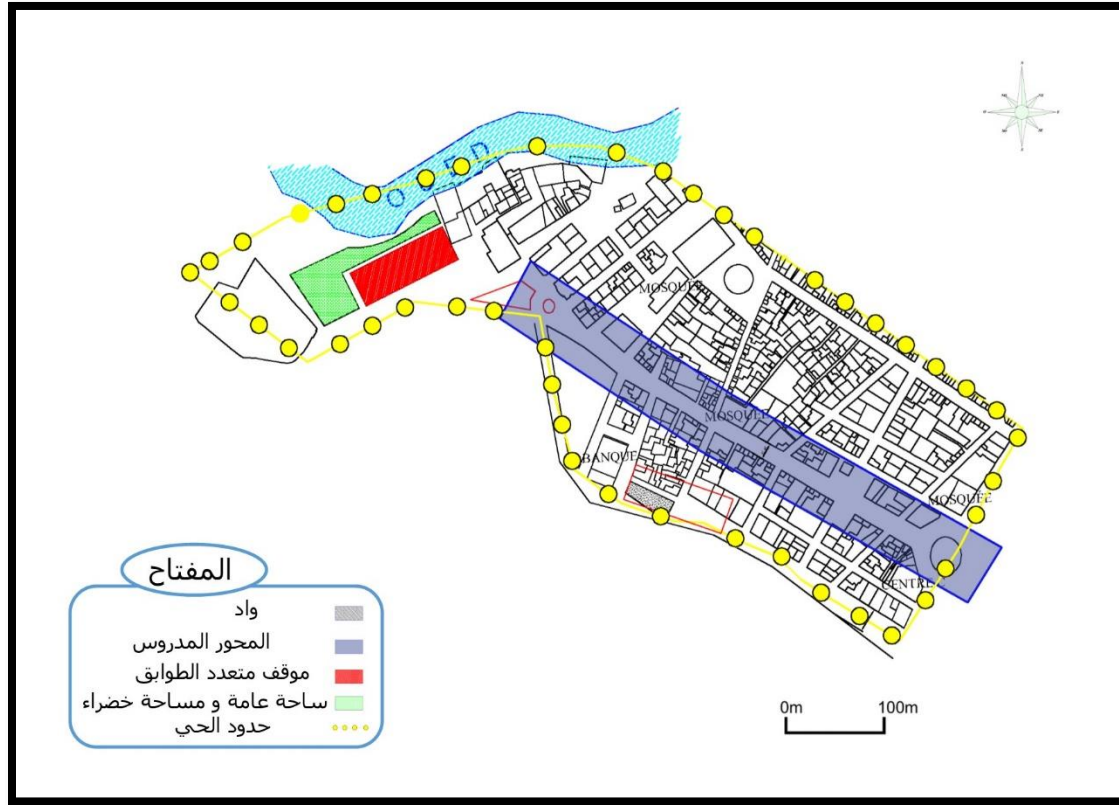 OUED
MOSQUEE
MOSQUEE
BANQUE
MOSQUEE
CENTRE
المفتاح
واد
المحور المدروس
موقف متعدد الطوابق
ساحة عامة و مساحة خضراء
حدود الحي
0m 100m